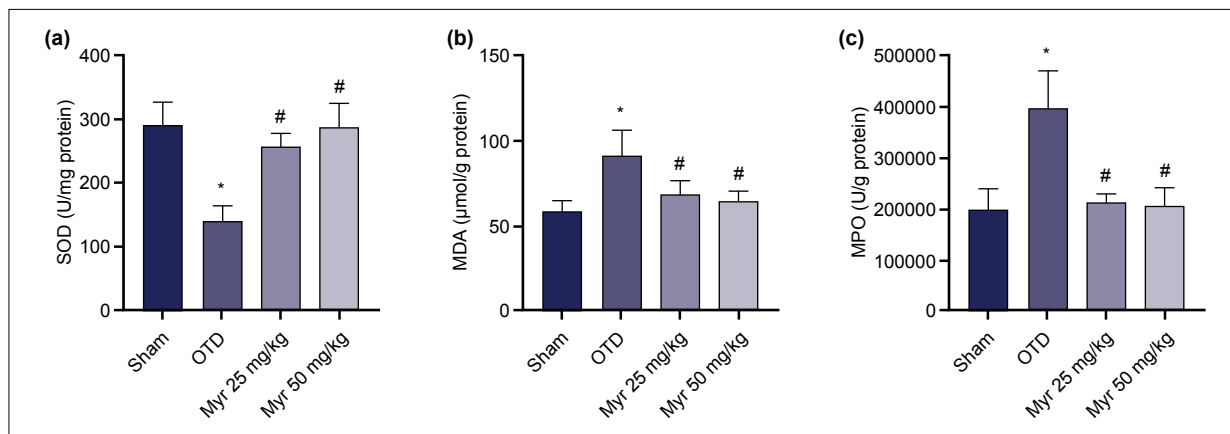 (a)
SOD (U/mg protein)
400
300
200
100
0
*
#
#
Sham
OTD
Myr 25 mg/kg
Myr 50 mg/kg
(b)
MDA (µmol/g protein)
150
100
50
0
*
#
#
Sham
OTD
Myr 25 mg/kg
Myr 50 mg/kg
(c)
MPO (U/g protein)
500000
400000
300000
200000
100000
0
*
#
#
Sham
OTD
Myr 25 mg/kg
Myr 50 mg/kg